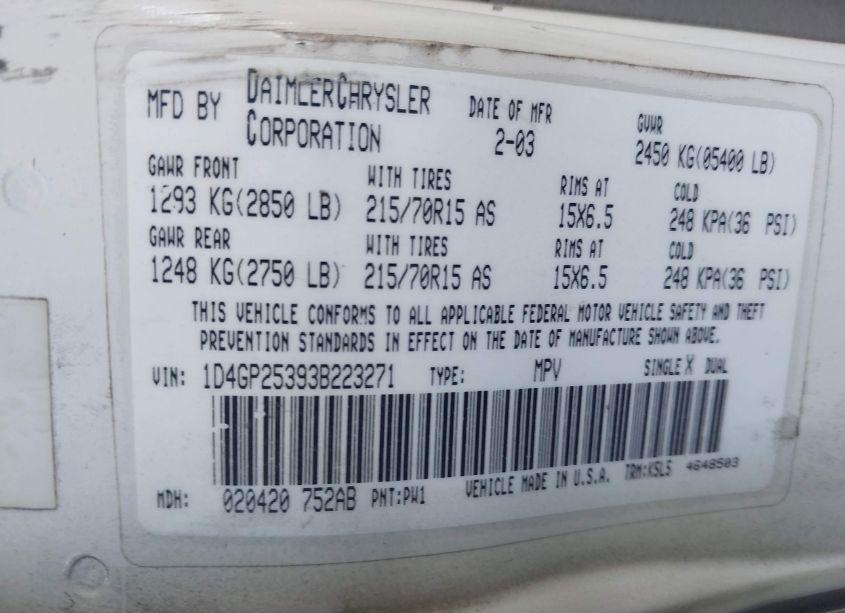 MFD BY DAIMLERCHRYSLER CORPORATION DATE OF MFR 2-03 GVWR 2450 KG(05400 LB)
GAWR FRONT WITH TIRES RIMS AT COLD
1293 KG(2850 LB) 215/70R15 AS 15X6.5 248 KPA(36 PSI)
GAWR REAR WITH TIRES RIMS AT COLD
1248 KG(2750 LB) 215/70R15 AS 15X6.5 248 KPA(36 PSI)
THIS VEHICLE CONFORMS TO ALL APPLICABLE FEDERAL MOTOR VEHICLE SAFETY AND THEFT
PREVENTION STANDARDS IN EFFECT ON THE DATE OF MANUFACTURE SHOWN ABOVE.
VIN: 1D4GP25393B223271 TYPE: MPV SINGLE X DUAL
MDH: 020420 752AB PNT:PW1 VEHICLE MADE IN U.S.A. TRM:KSL5 4648503